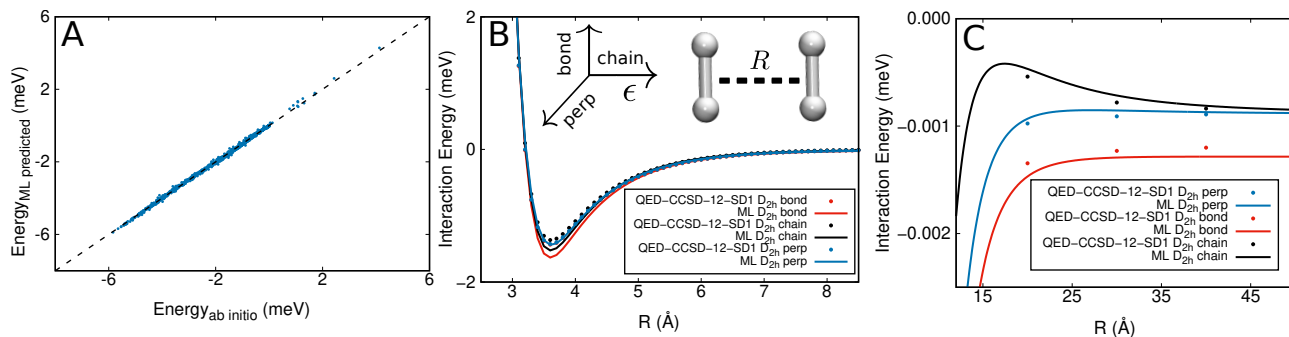 A
Energy_ML predicted (meV)
6
2
−2
−6
−6
−2
2
6
Energy_ab initio (meV)
B
Interaction Energy (meV)
2
0
−2
bond
chain
ϵ
perp
R
QED−CCSD−12−SD1 D2h bond
ML D2h bond
QED−CCSD−12−SD1 D2h chain
ML D2h chain
QED−CCSD−12−SD1 D2h perp
ML D2h perp
3
4
5
6
7
8
R (Å)
C
Interaction Energy (meV)
0.000
−0.001
−0.002
QED−CCSD−12−SD1 D2h perp
ML D2h perp
QED−CCSD−12−SD1 D2h bond
ML D2h bond
QED−CCSD−12−SD1 D2h chain
ML D2h chain
15
25
35
45
R (Å)